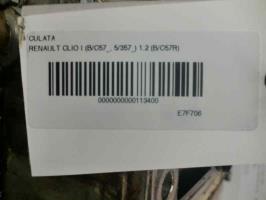 CULATA
RENAULT CLIO I (B/C57_, 5/357_) 1.2 (B/C57R)
0000000000113400
E7F706